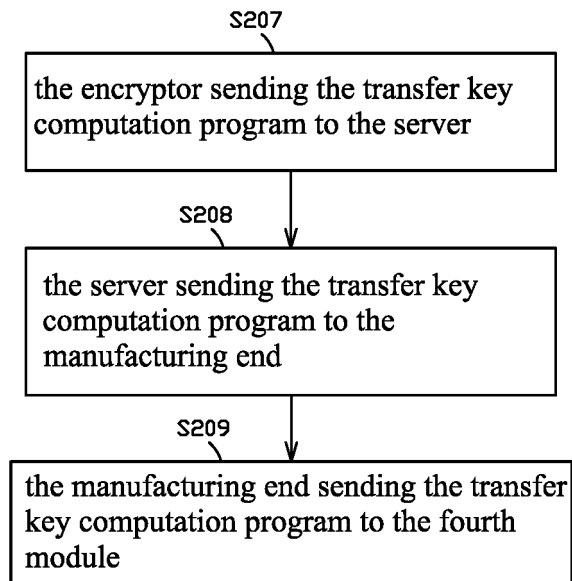 S207
the encryptor sending the transfer key
computation program to the server
S208
the server sending the transfer key
computation program to the
manufacturing end
S209
the manufacturing end sending the transfer
key computation program to the fourth
module